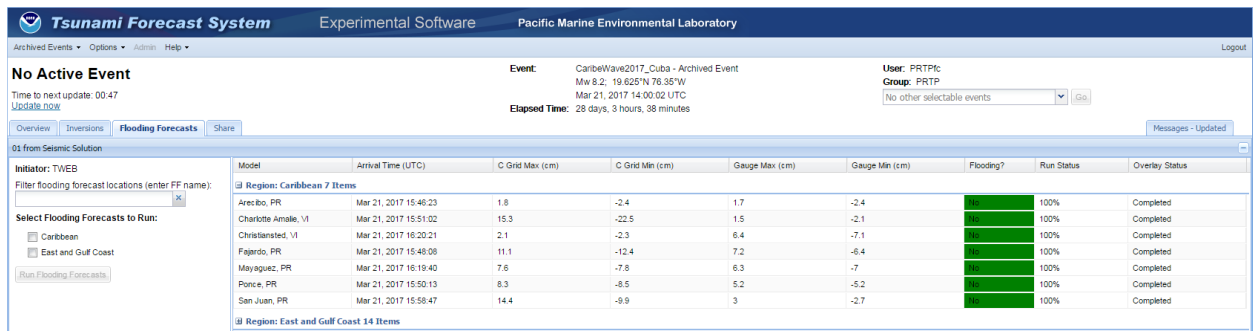 Tsunami Forecast System Experimental Software Pacific Marine Environmental Laboratory
Archived Events Options Admin Help Logout
No Active Event
Time to next update: 00:47
Update now
Event: CaribeWave2017_Cuba - Archived Event
Mw 8.2; 19.625°N 76.35°W
Mar 21, 2017 14:00:02 UTC
Elapsed Time: 28 days, 3 hours, 38 minutes
User: PRTPfc
Group: PRTP
No other selectable events Go
Overview Inversions Flooding Forecasts Share Messages - Updated
01 from Seismic Solution
Initiator: TWEB
Filter flooding forecast locations (enter FF name):
Select Flooding Forecasts to Run:
Caribbean
East and Gulf Coast
Run Flooding Forecasts
Model Arrival Time (UTC) C Grid Max (cm) C Grid Min (cm) Gauge Max (cm) Gauge Min (cm) Flooding? Run Status Overlay Status
Region: Caribbean 7 Items
Arecibo, PR Mar 21, 2017 15:46:23 1.8 -2.4 1.7 -2.4 No 100% Completed
Charlotte Amalie, VI Mar 21, 2017 15:51:02 15.3 -22.5 1.5 -2.1 No 100% Completed
Christiansted, VI Mar 21, 2017 16:20:21 2.1 -2.3 6.4 -7.1 No 100% Completed
Fajardo, PR Mar 21, 2017 15:48:08 11.1 -12.4 7.2 -6.4 No 100% Completed
Mayaguez, PR Mar 21, 2017 16:19:40 7.6 -7.8 6.3 -7 No 100% Completed
Ponce, PR Mar 21, 2017 15:50:13 8.3 -8.5 5.2 -5.2 No 100% Completed
San Juan, PR Mar 21, 2017 15:58:47 14.4 -9.9 3 -2.7 No 100% Completed
Region: East and Gulf Coast 14 Items